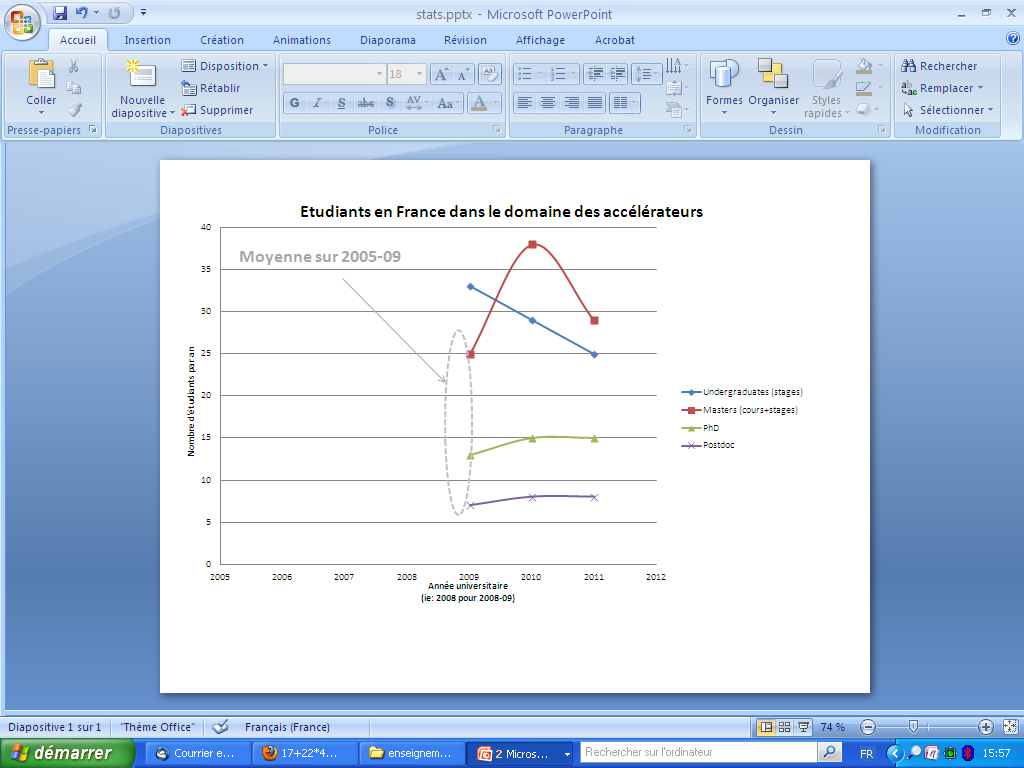 stats.pptx - Microsoft PowerPoint
Accueil Insertion Création Animations Diaporama Révision Affichage Acrobat
Coller
Presse-papiers
Nouvelle diapositive
Disposition
Rétablir
Supprimer
Diapositives
18
G I S abc S AV Aa A
Police
Paragraphe
Formes
Organiser
Styles rapides
Dessin
Rechercher
Remplacer
Sélectionner
Modification
Etudiants en France dans le domaine des accélérateurs
Moyenne sur 2005-09
Nombre d'étudiants par an
40
35
30
25
20
15
10
5
0
2005 2006 2007 2008 2009 2010 2011 2012
Année universitaire
(ie: 2008 pour 2008-09)
Undergraduates (stages)
Masters (cours+stages)
PhD
Postdoc
Diapositive 1 sur 1 "Thème Office" Français (France) 74 %
démarrer Courrier e... 17+22*4... enseignem... 2 Micros... Rechercher sur l'ordinateur FR 15:57